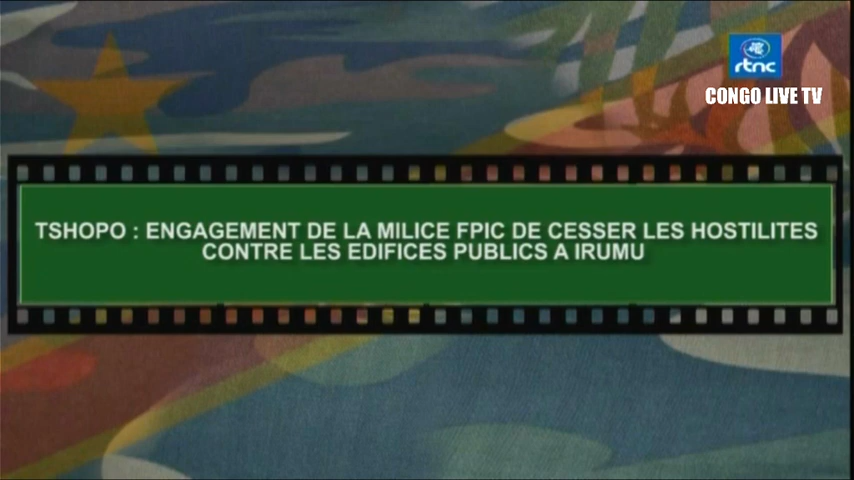 rtnc
CONGO LIVE TV
TSHOPO : ENGAGEMENT DE LA MILICE FPIC DE CESSER LES HOSTILITES
CONTRE LES EDIFICES PUBLICS A IRUMU